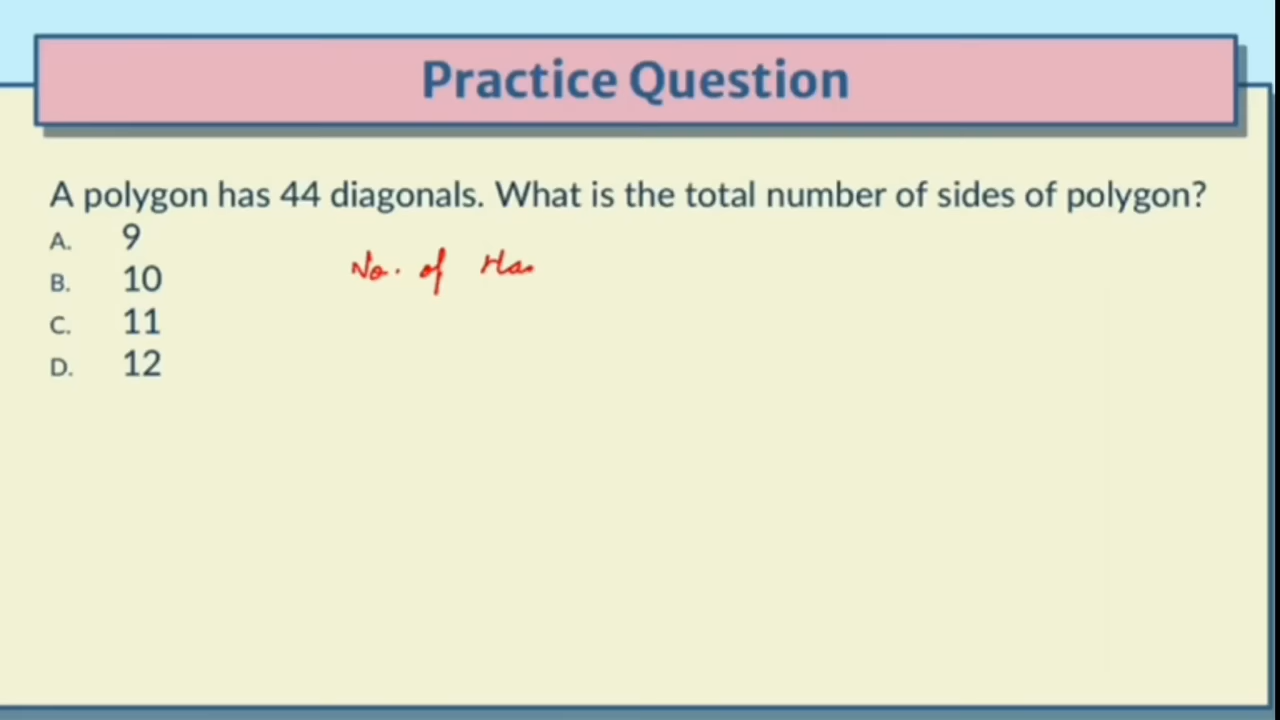 Practice Question
A polygon has 44 diagonals. What is the total number of sides of polygon?
A. 9
B. 10
C. 11
D. 12
No. of Ha